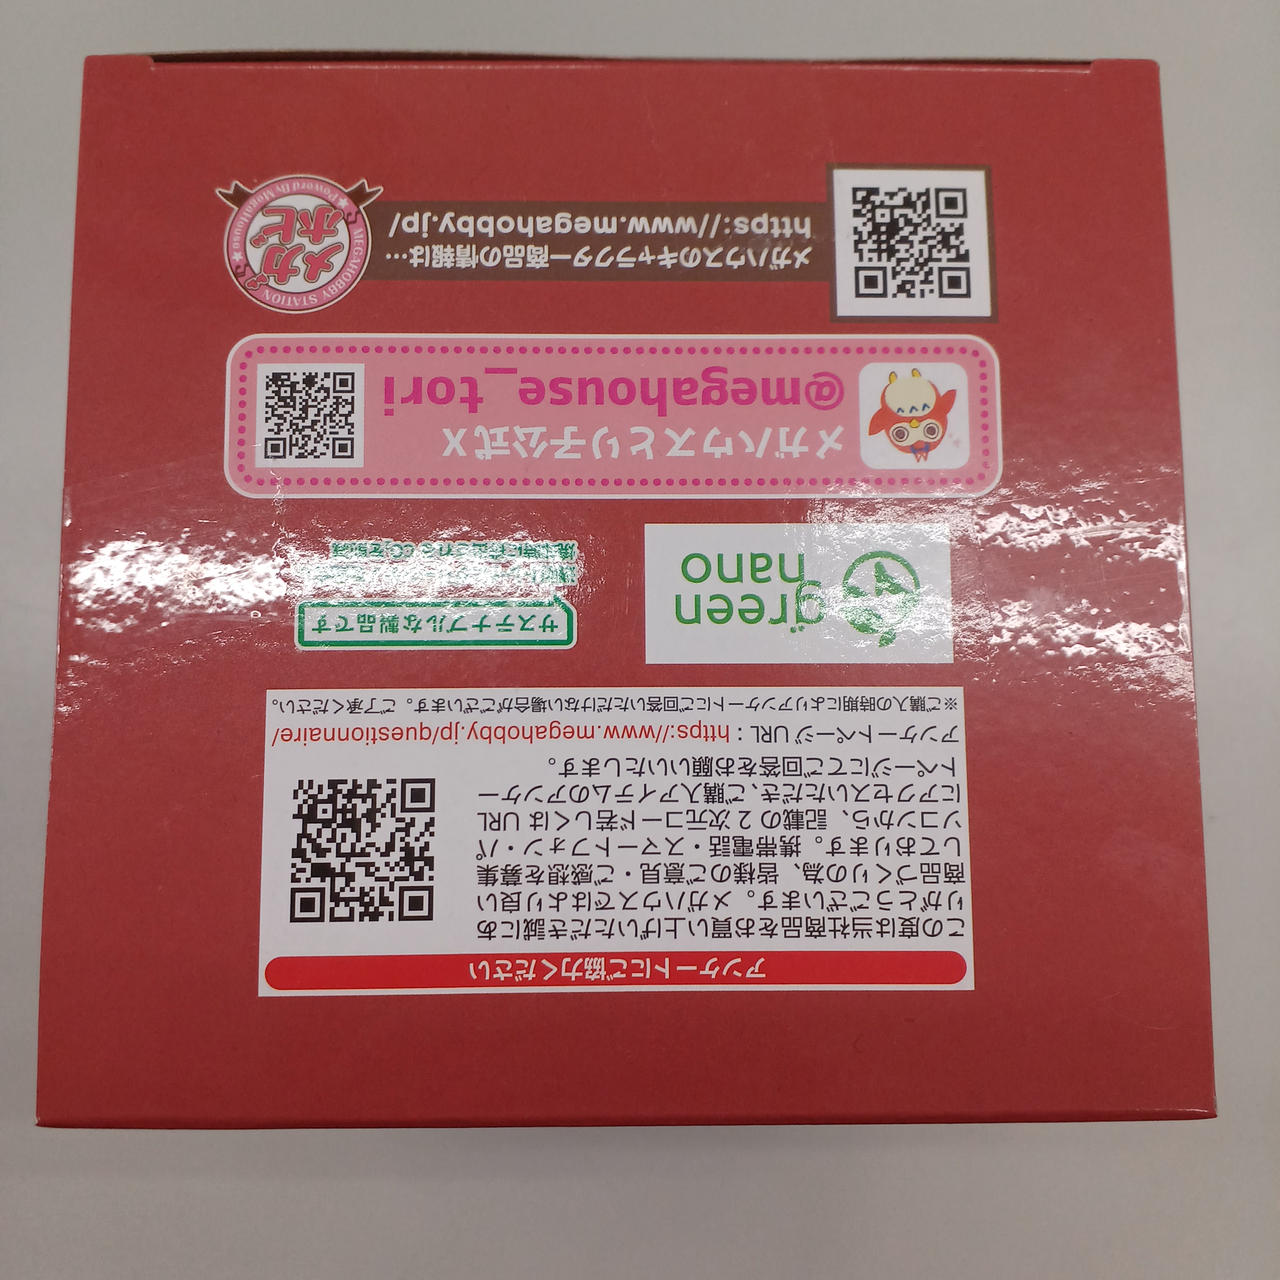 アンケートにご協力ください
この度は当社商品をお買い上げいただき誠にあ
りがとうございます。メガハウスではより良い
商品づくりの為、皆様のご意見・ご感想を募集
しております。携帯電話・スマートフォン・パ
ソコンから、記載の2次元コード若しくは URL
にアクセスいただき、ご購入アイテムのアンケー
トページにてご回答をお願いいたします。
アンケートページ URL : https://www.megahobby.jp/questionnaire/
※ご購入の時期によりアンケートにご回答いただけない場合がございます。ご了承ください。
green
nano
サステナブルな製品です
メガハウスとり子公式X
@megahouse_tori
メガハウスのキャラクター商品の情報は…
https://www.megahobby.jp/
MEGAHOBBY STATION
メガ
ホビ
★Powerd By MegaHouse★